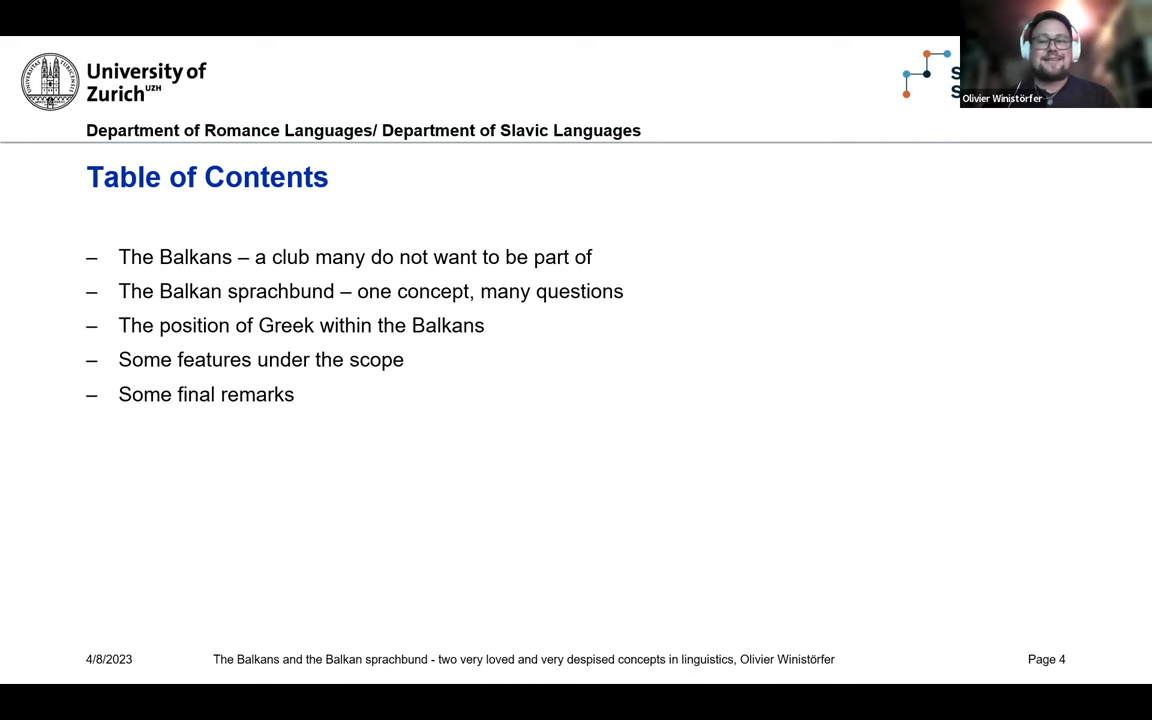 University of
Zurich UZH
S
S
Olivier Winistörfer
Department of Romance Languages/ Department of Slavic Languages
Table of Contents
– The Balkans – a club many do not want to be part of
– The Balkan sprachbund – one concept, many questions
– The position of Greek within the Balkans
– Some features under the scope
– Some final remarks
4/8/2023 The Balkans and the Balkan sprachbund - two very loved and very despised concepts in linguistics, Olivier Winistörfer Page 4